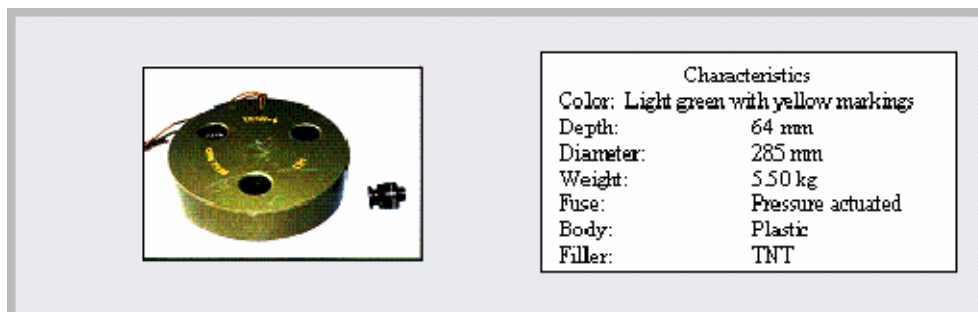 Characteristics
Color: Light green with yellow markings
Depth: 64 mm
Diameter: 285 mm
Weight: 5.50 kg
Fuse: Pressure actuated
Body: Plastic
Filler: TNT